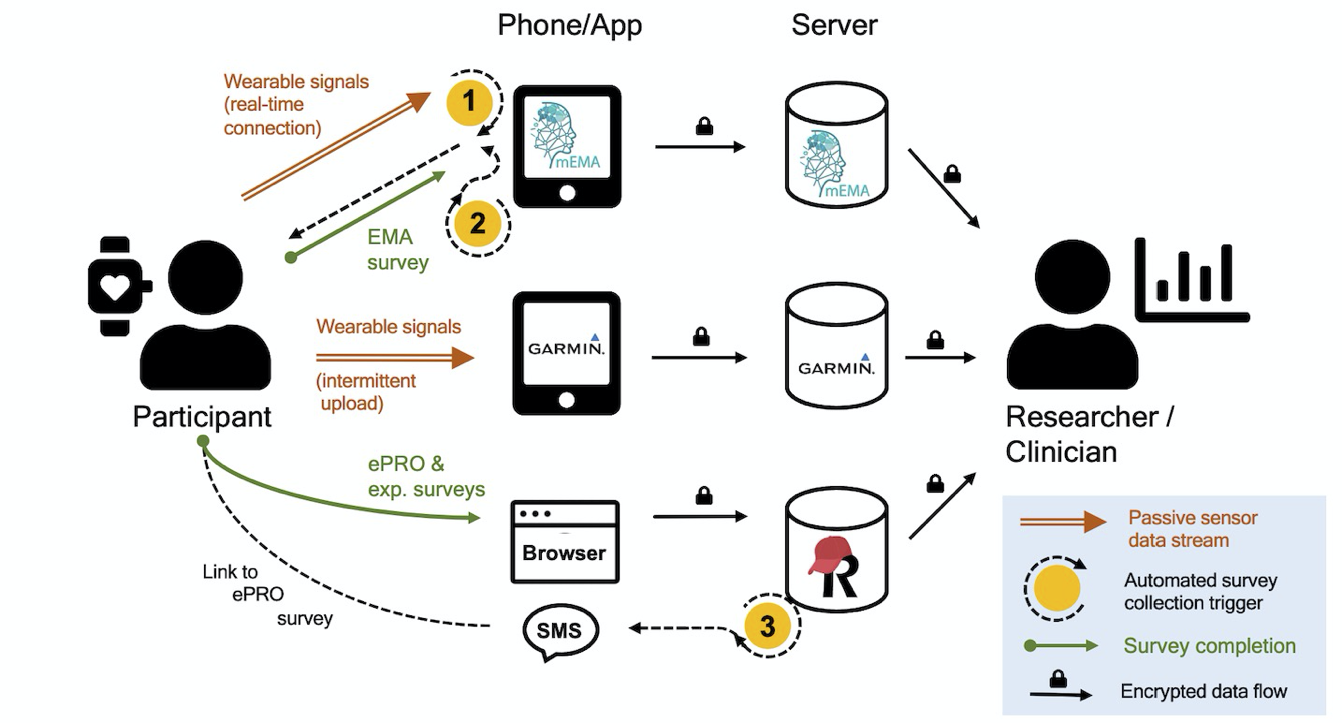 Phone/App
Server
Wearable signals
(real-time
connection)
1
mEMA
mEMA
2
EMA
survey
Wearable signals
(intermittent
upload)
GARMIN.
GARMIN.
Participant
Researcher /
Clinician
ePRO &
exp. surveys
Browser
R
Link to
ePRO
survey
SMS
3
Passive sensor
data stream
Automated survey
collection trigger
Survey completion
Encrypted data flow